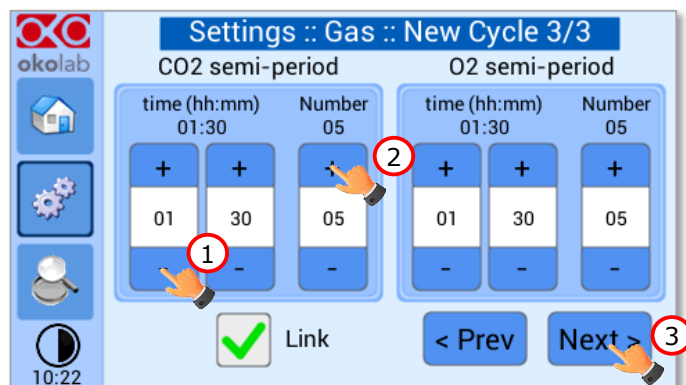 Settings :: Gas :: New Cycle 3/3
okolab
CO2 semi-period
O2 semi-period
time (hh:mm)
Number
01:30
05
time (hh:mm)
Number
01:30
05
+
+
+
01
30
05
-
-
-
+
+
+
01
30
05
-
-
-
1
2
Link
< Prev
Next >
3
10:22